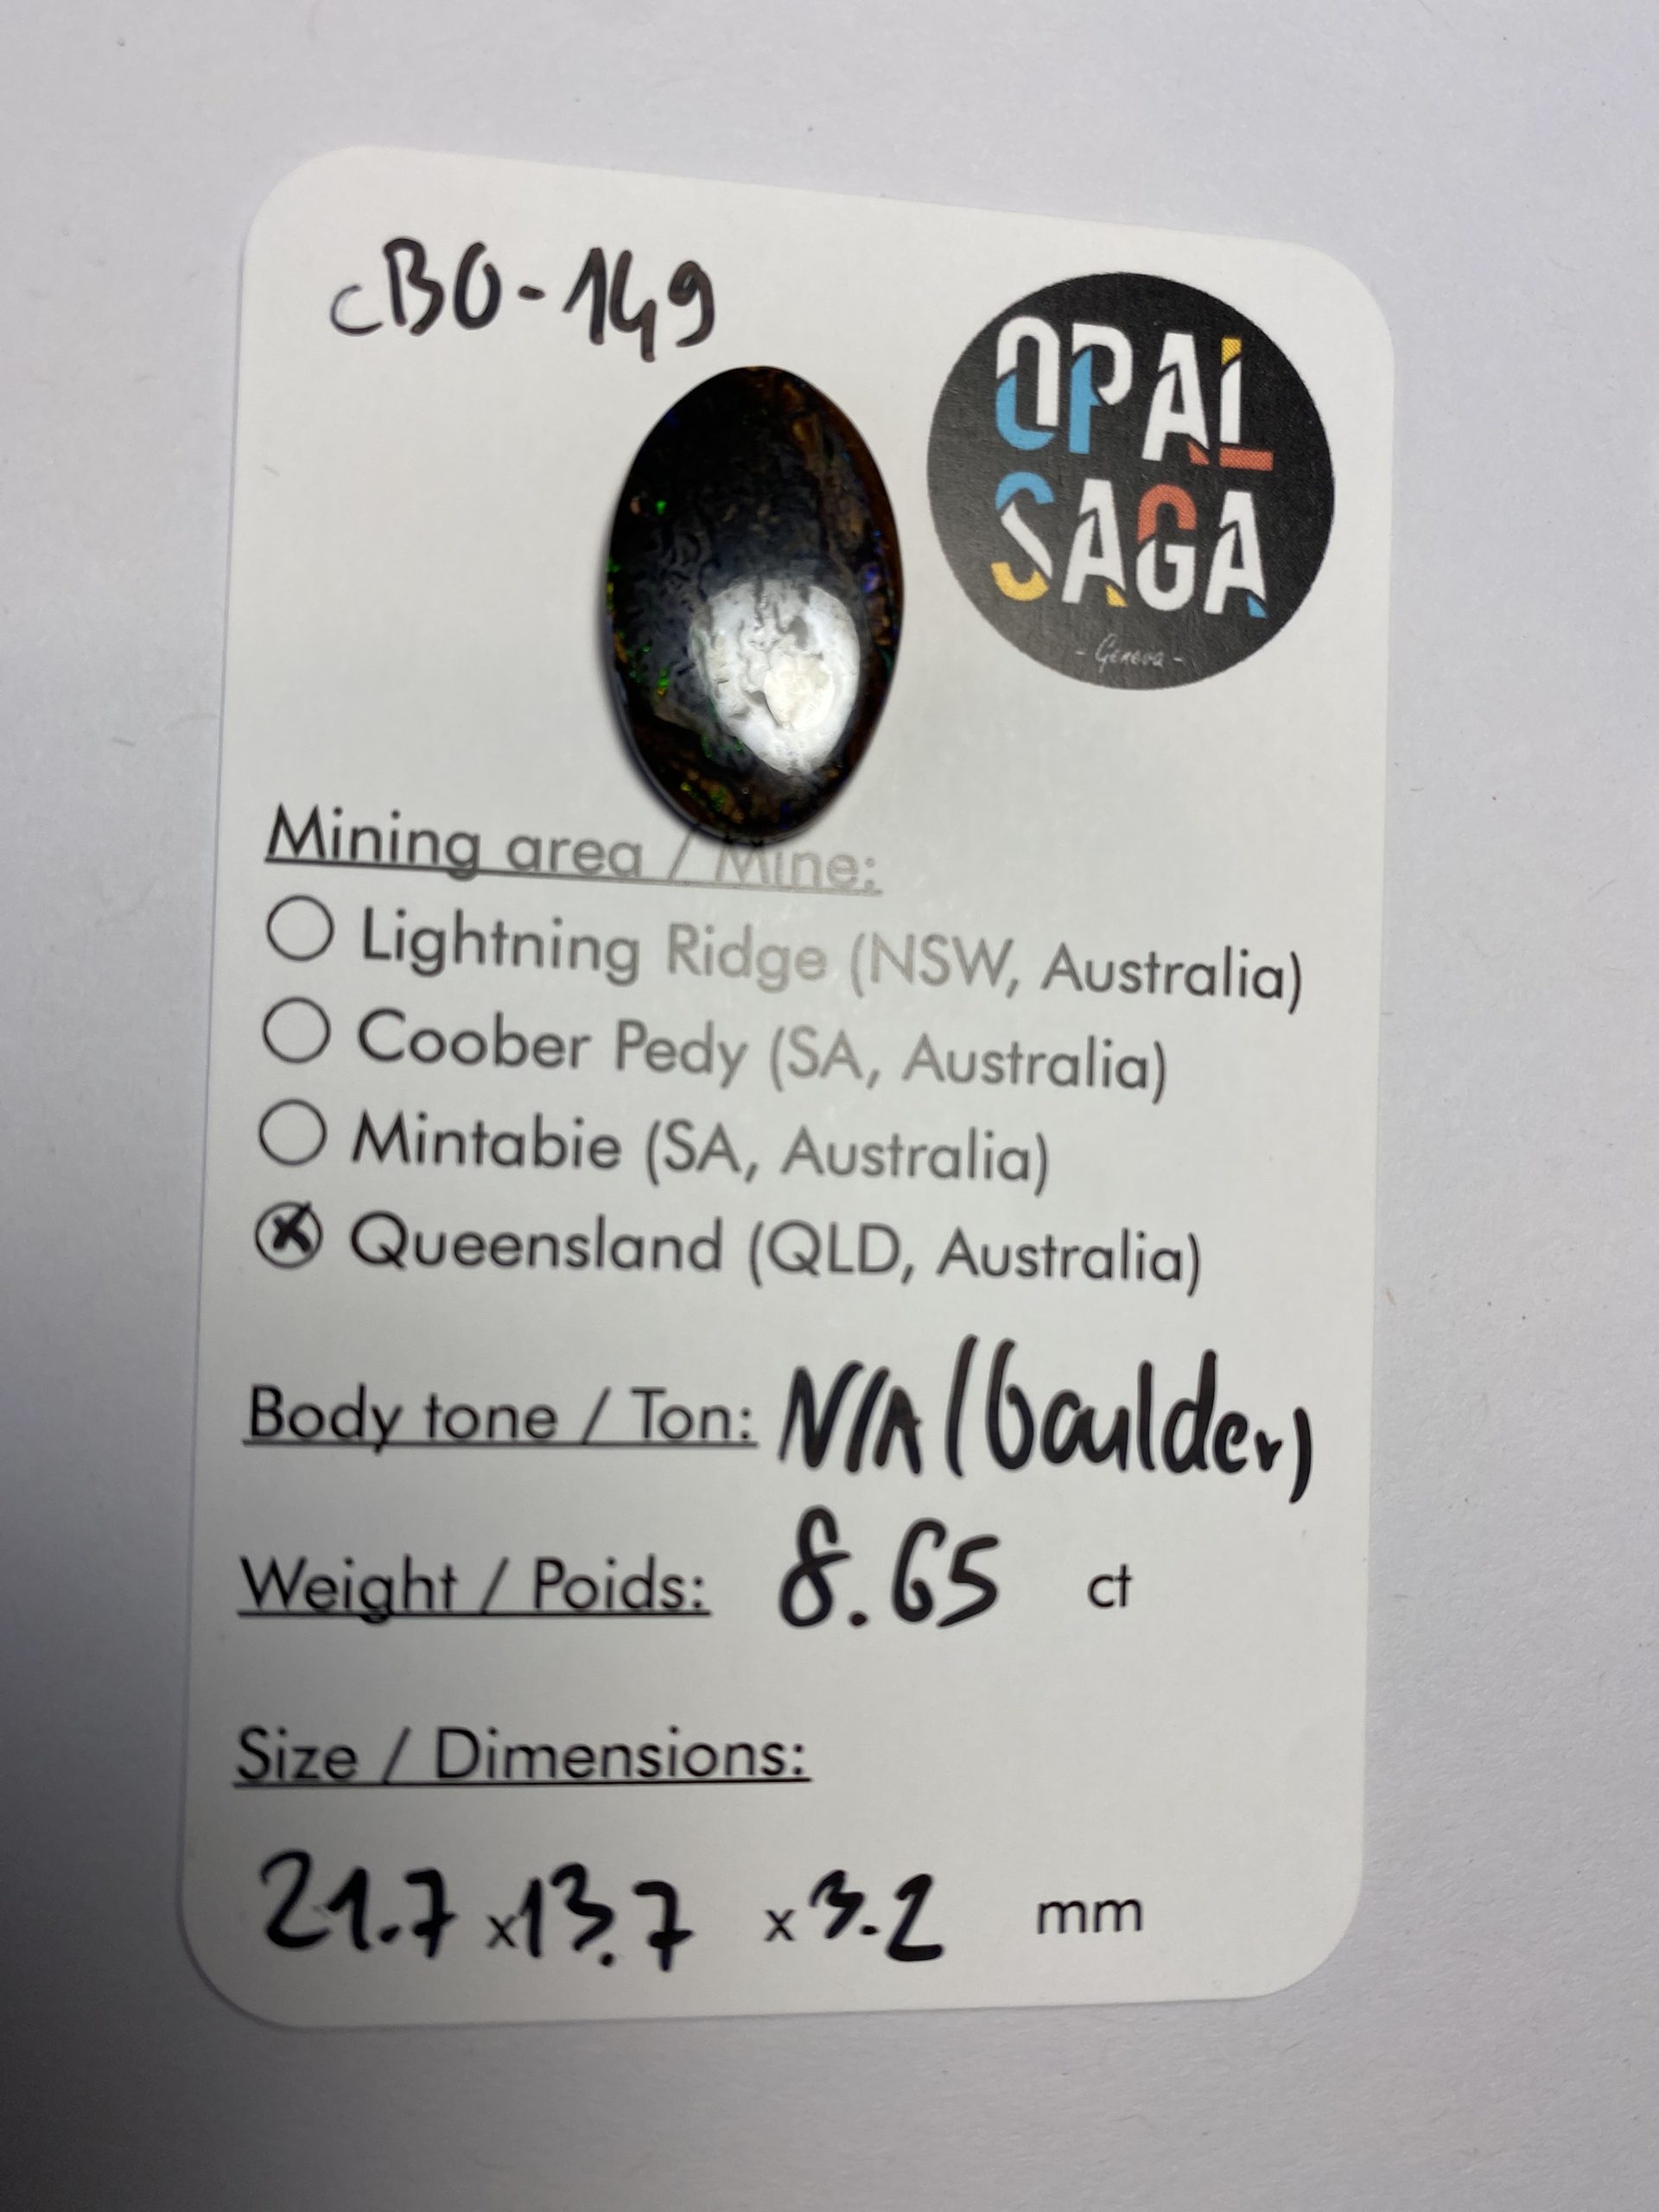 cBO-149
OPAL
SAGA
- Geneva -
Mining area / Mine:
Lightning Ridge (NSW, Australia)
Coober Pedy (SA, Australia)
Mintabie (SA, Australia)
Queensland (QLD, Australia)
Body tone / Ton: N/A (boulder)
Weight / Poids: 8.65 ct
Size / Dimensions:
21.7 x 13.7 x 3.2 mm